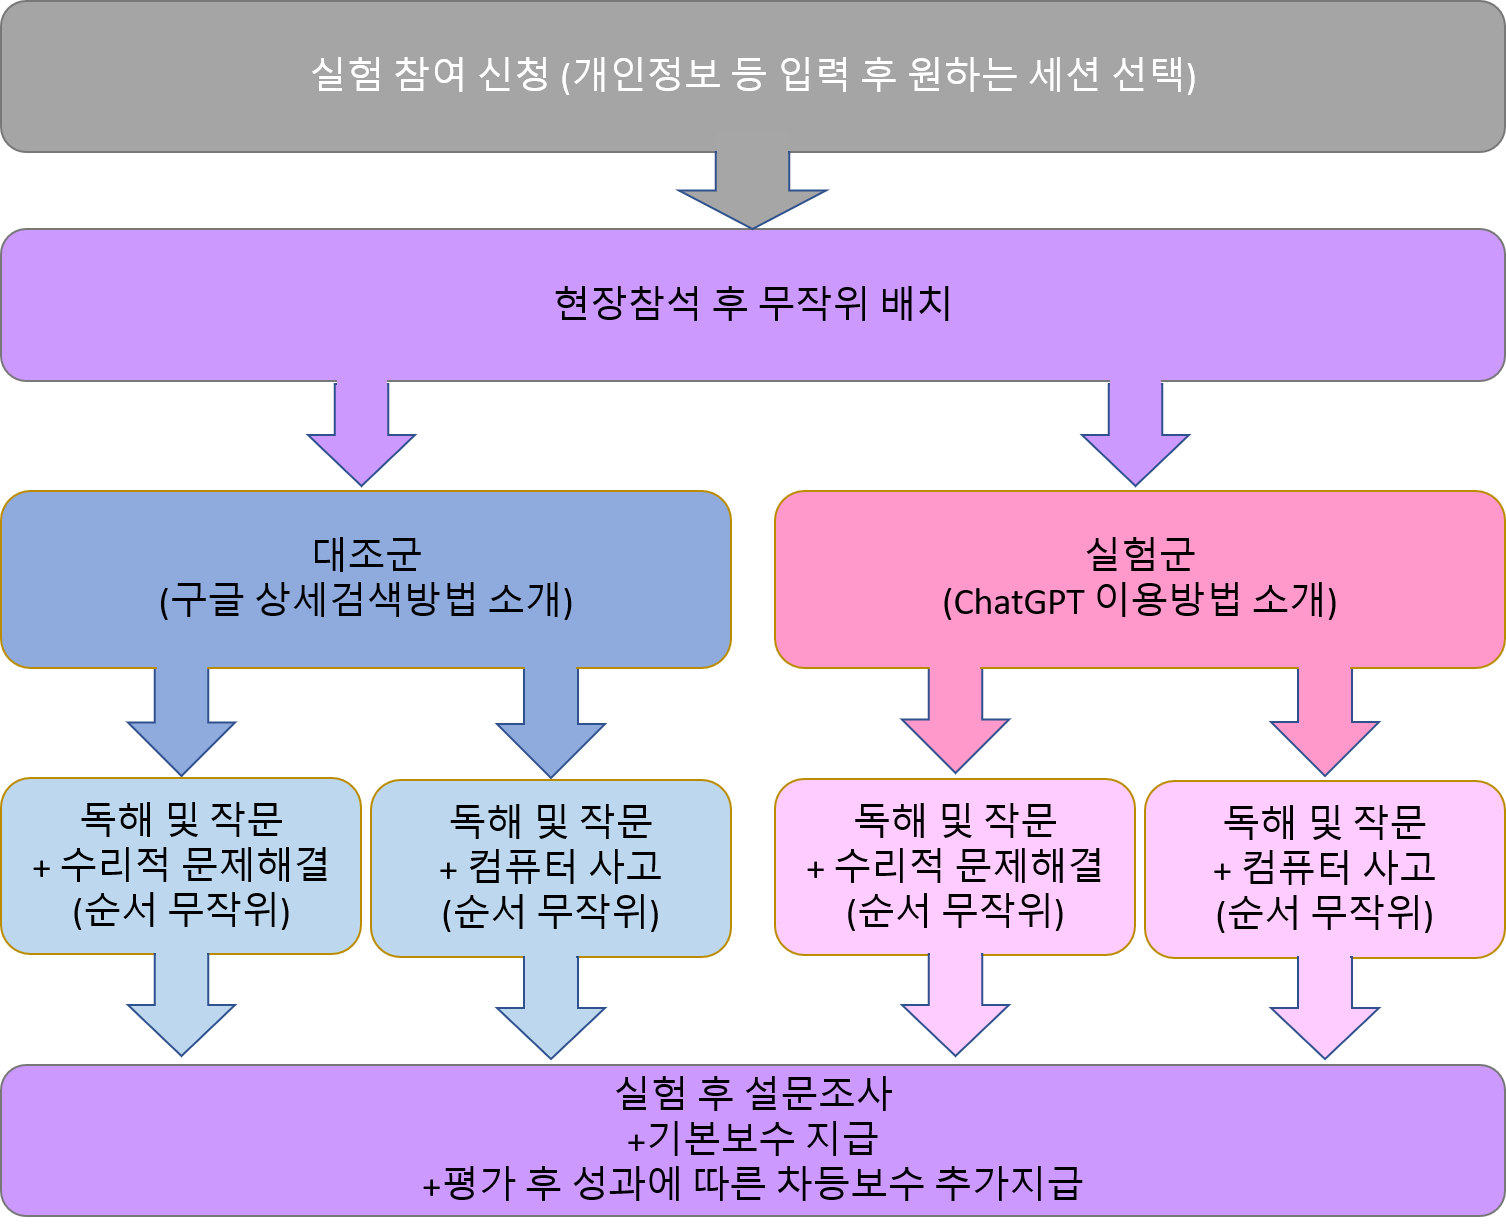 실험 참여 신청 (개인정보 등 입력 후 원하는 세션 선택)
현장참석 후 무작위 배치
대조군
(구글 상세검색방법 소개)
실험군
(ChatGPT 이용방법 소개)
독해 및 작문
+ 수리적 문제해결
(순서 무작위)
독해 및 작문
+ 컴퓨터 사고
(순서 무작위)
독해 및 작문
+ 수리적 문제해결
(순서 무작위)
독해 및 작문
+ 컴퓨터 사고
(순서 무작위)
실험 후 설문조사
+기본보수 지급
+평가 후 성과에 따른 차등보수 추가지급